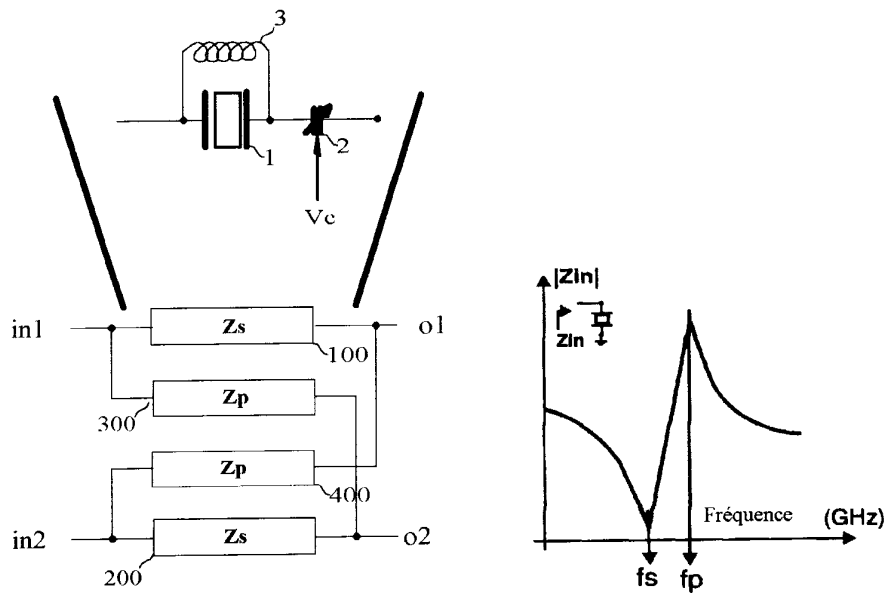 3
1
2
Vc
in1
Zs
o1
100
Zp
300
Zp
400
in2
Zs
o2
200
|ZIn|
ZIn
Fréquence
(GHz)
fs
fp